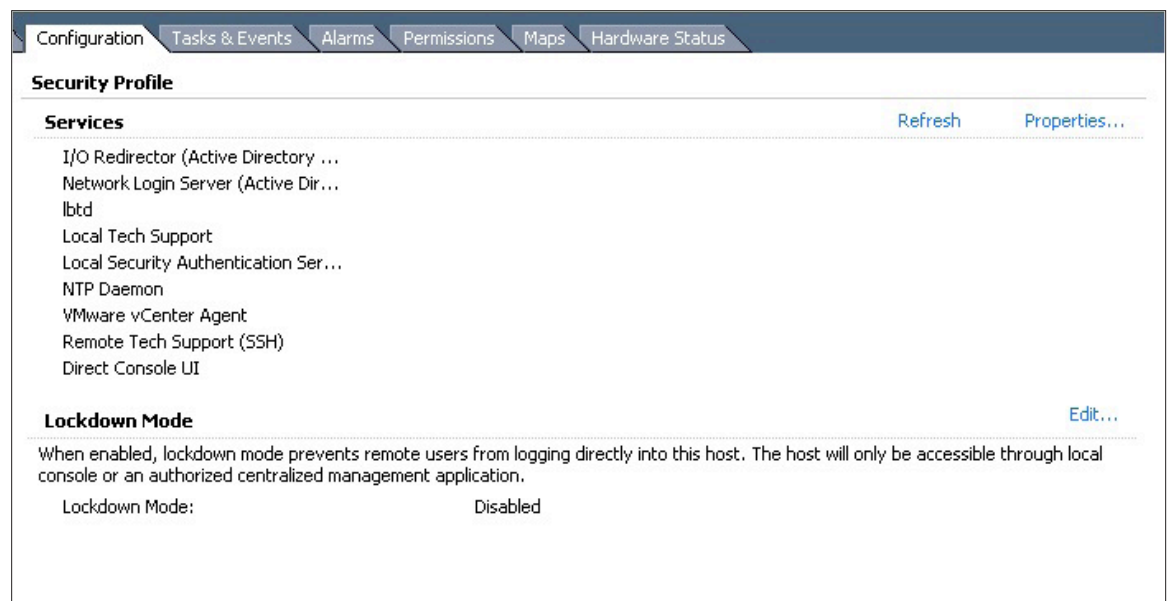 Configuration Tasks & Events Alarms Permissions Maps Hardware Status
Security Profile
Services Refresh Properties...
I/O Redirector (Active Directory ...
Network Login Server (Active Dir...
lbtd
Local Tech Support
Local Security Authentication Ser...
NTP Daemon
VMware vCenter Agent
Remote Tech Support (SSH)
Direct Console UI
Lockdown Mode Edit...
When enabled, lockdown mode prevents remote users from logging directly into this host. The host will only be accessible through local
console or an authorized centralized management application.
Lockdown Mode: Disabled